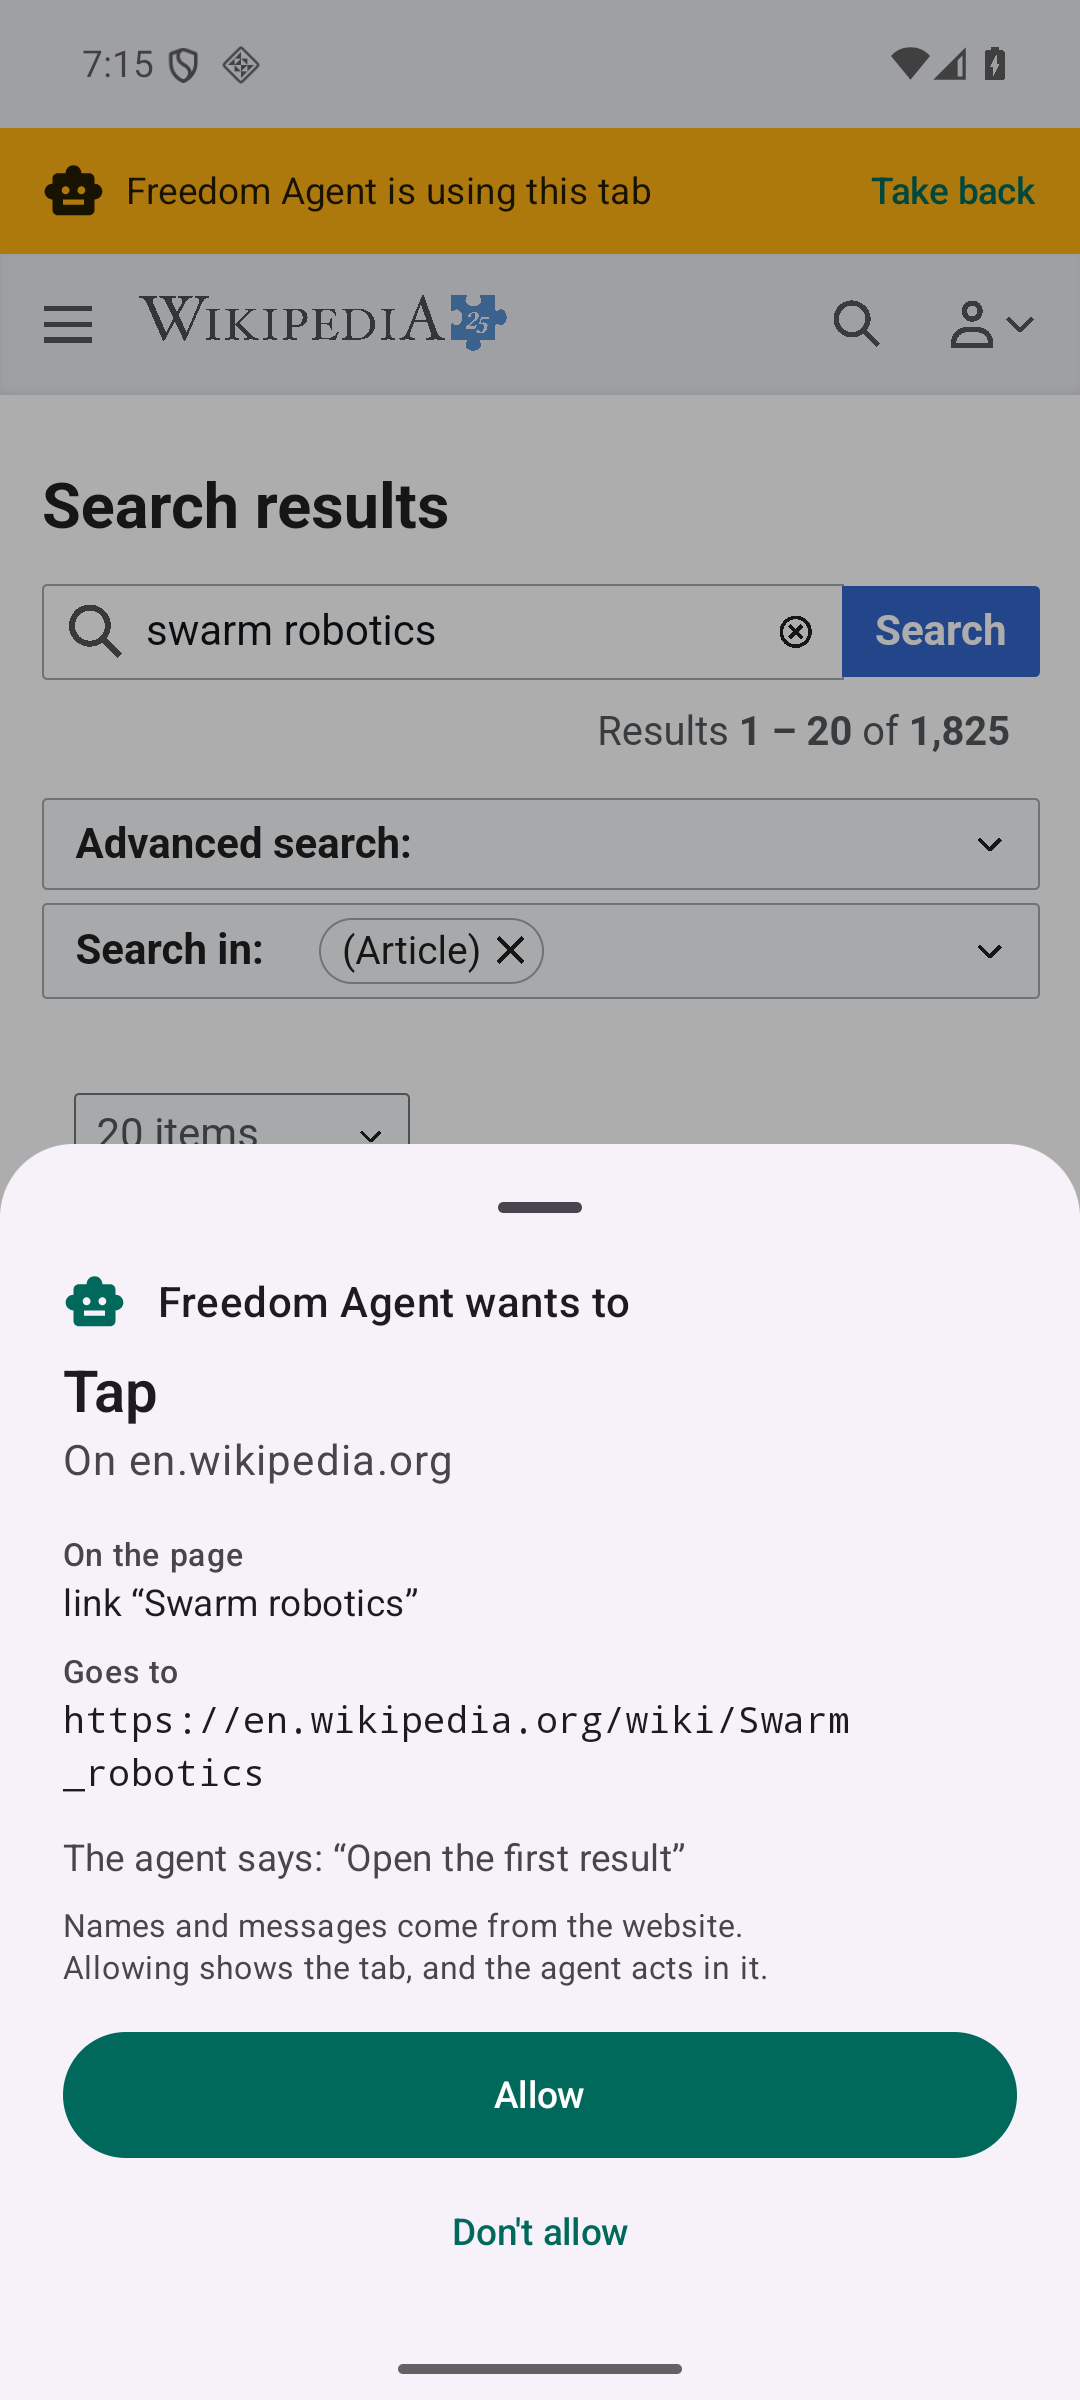 7:15
Freedom Agent is using this tab
Take back
WIKIPEDIA 25
Search results
swarm robotics
Search
Results 1 – 20 of 1,825
Advanced search:
Search in:
(Article)
20 items
Freedom Agent wants to
Tap
On en.wikipedia.org
On the page
link “Swarm robotics”
Goes to
https://en.wikipedia.org/wiki/Swarm
_robotics
The agent says: “Open the first result”
Names and messages come from the website.
Allowing shows the tab, and the agent acts in it.
Allow
Don't allow